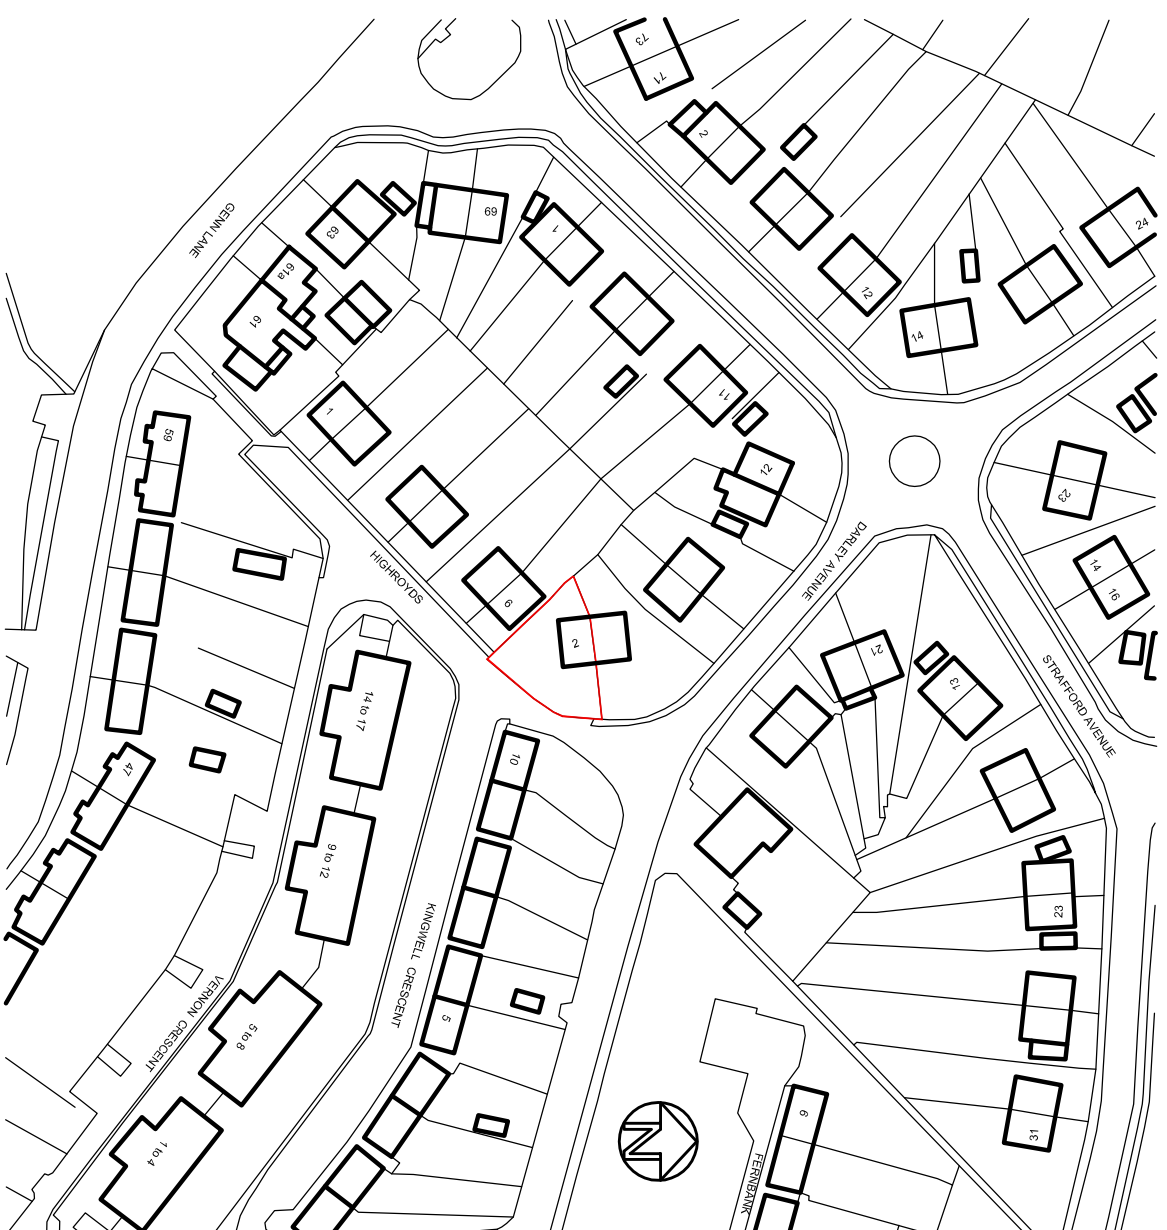 73
71
2
24
63
69
1
GENN LANE
61a
61
12
14
11
1
59
12
23
DARLEY AVENUE
HIGHROYDS
14
16
6
2
21
13
STRAFFORD AVENUE
14 to 17
10
47
9 to 12
KINGWELL CRESCENT
23
VERNON CRESCENT
5
5 to 8
N
9
31
1 to 4
FERNBANK